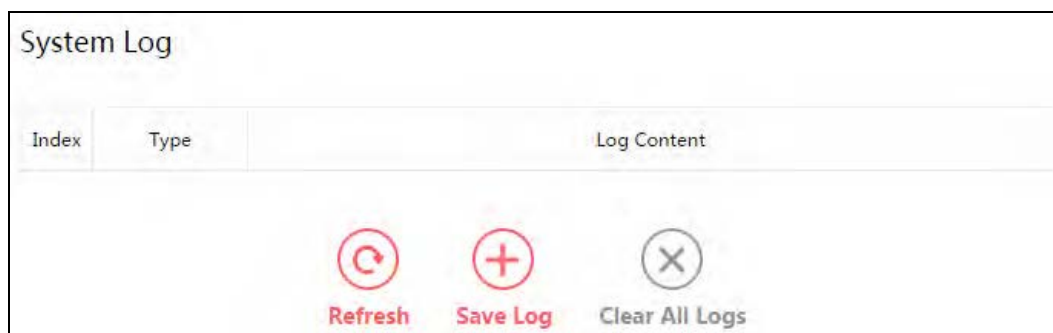 System Log
Index Type Log Content
Refresh Save Log Clear All Logs